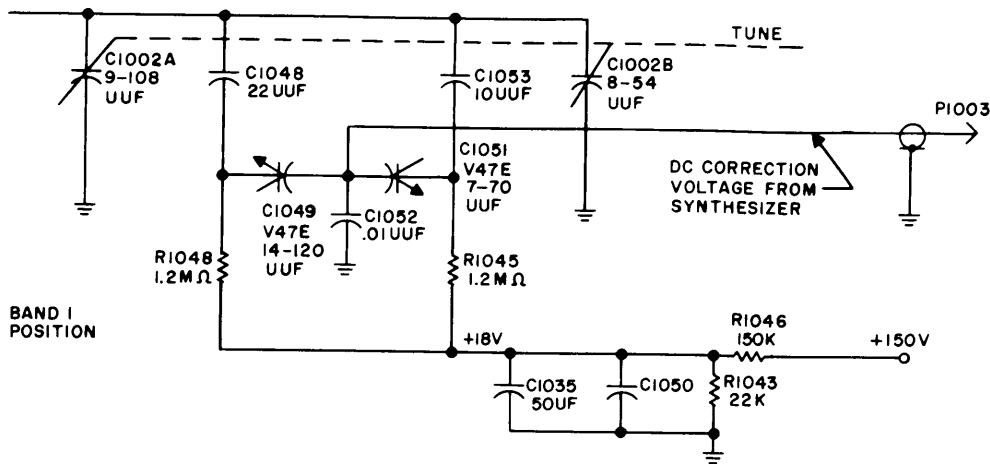 TUNE
C1002A
9-108
UUF
C1048
22UUF
C1053
10UUF
C1002B
8-54
UUF
P1003
C1051
V47E
7-70
UUF
DC CORRECTION
VOLTAGE FROM
SYNTHESIZER
C1049
V47E
14-120
UUF
C1052
.01UUF
R1048
1.2MΩ
R1045
1.2MΩ
BAND 1
POSITION
+18V
R1046
150K
+150V
C1035
50UF
C1050
R1043
22K